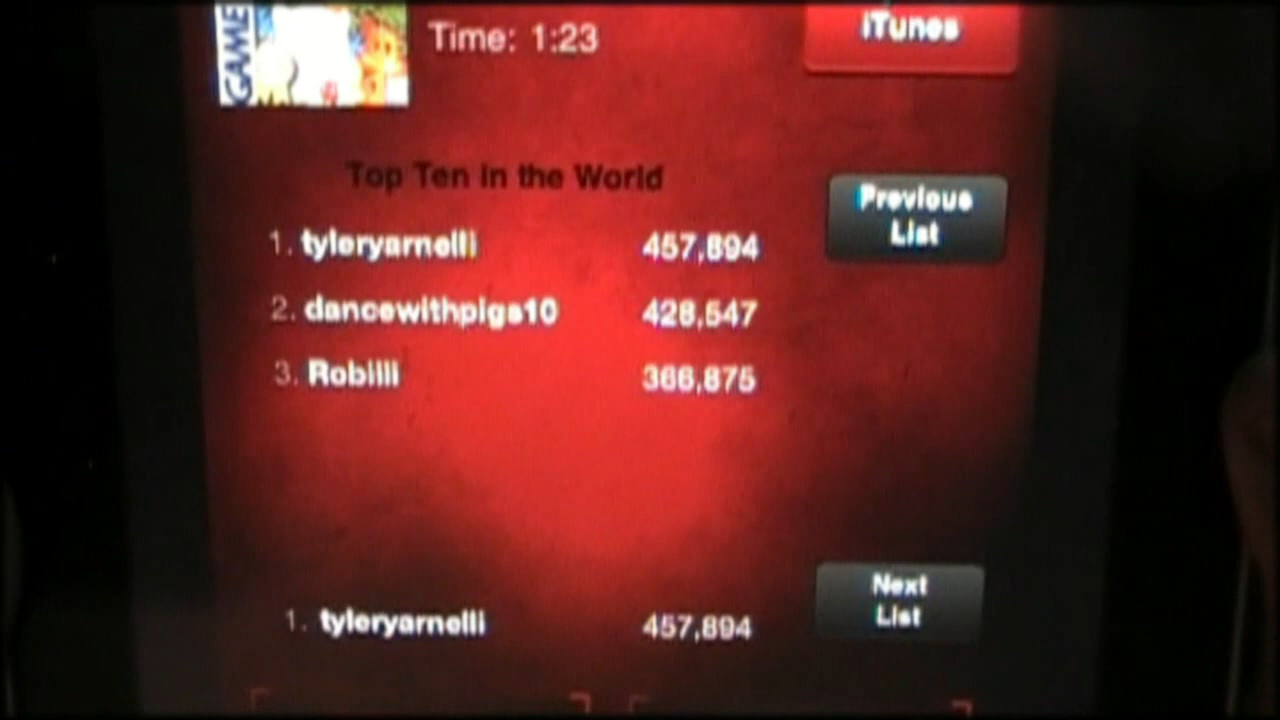 GAME
Time: 1:23
iTunes
Top Ten in the World
Previous
List
1. tyleryarnelli 457,894
2. dancewithpigs10 428,547
3. Robiiii 366,875
Next
List
1. tyleryarnelli 457,894